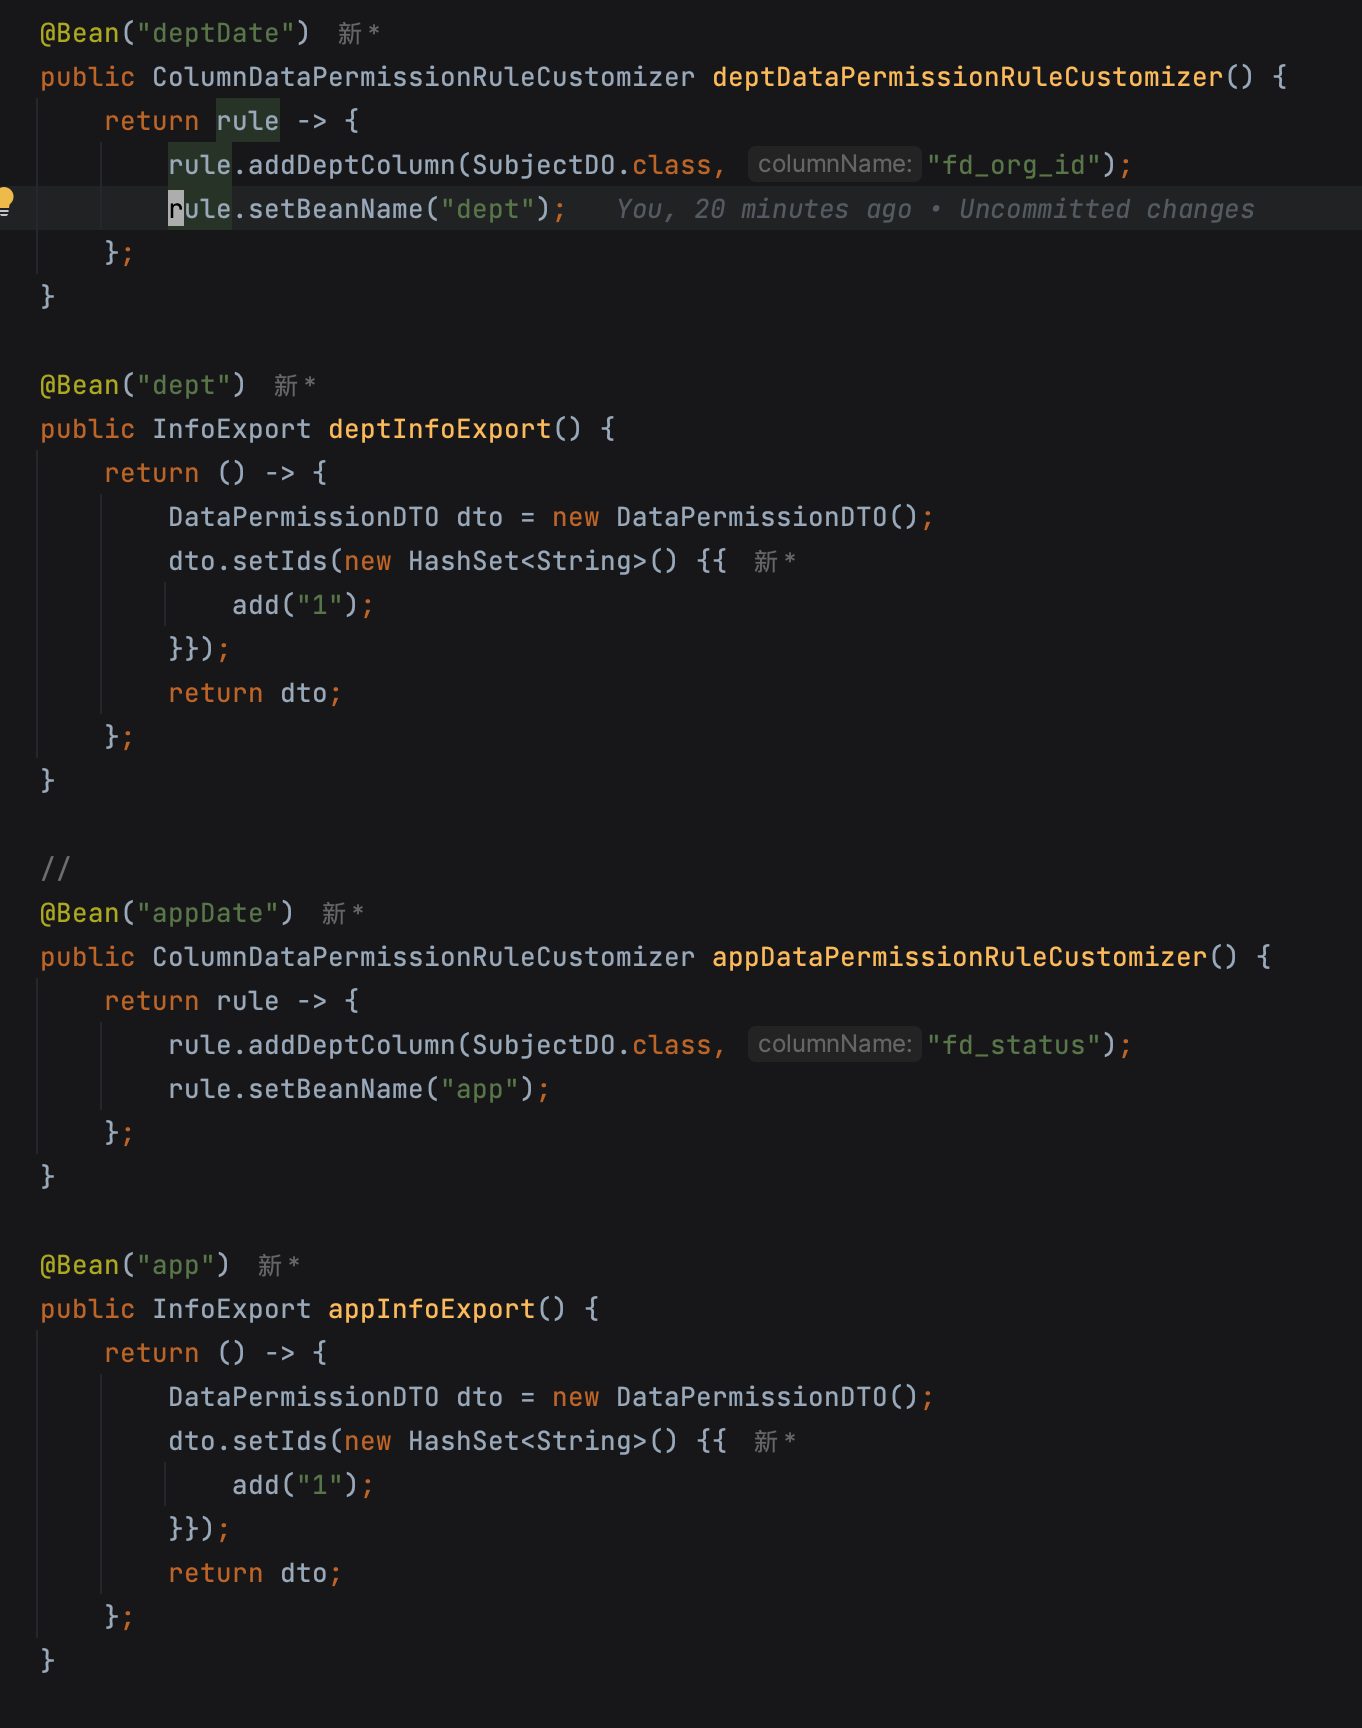 @Bean("deptDate") 新 *
public ColumnDataPermissionRuleCustomizer deptDataPermissionRuleCustomizer() {
    return rule -> {
        rule.addDeptColumn(SubjectDO.class, columnName: "fd_org_id");
        rule.setBeanName("dept"); You, 20 minutes ago • Uncommitted changes
    };
}
@Bean("dept") 新 *
public InfoExport deptInfoExport() {
    return () -> {
        DataPermissionDTO dto = new DataPermissionDTO();
        dto.setIds(new HashSet<String>() {{ 新 *
            add("1");
        }});
        return dto;
    };
}
//
@Bean("appDate") 新 *
public ColumnDataPermissionRuleCustomizer appDataPermissionRuleCustomizer() {
    return rule -> {
        rule.addDeptColumn(SubjectDO.class, columnName: "fd_status");
        rule.setBeanName("app");
    };
}
@Bean("app") 新 *
public InfoExport appInfoExport() {
    return () -> {
        DataPermissionDTO dto = new DataPermissionDTO();
        dto.setIds(new HashSet<String>() {{ 新 *
            add("1");
        }});
        return dto;
    };
}